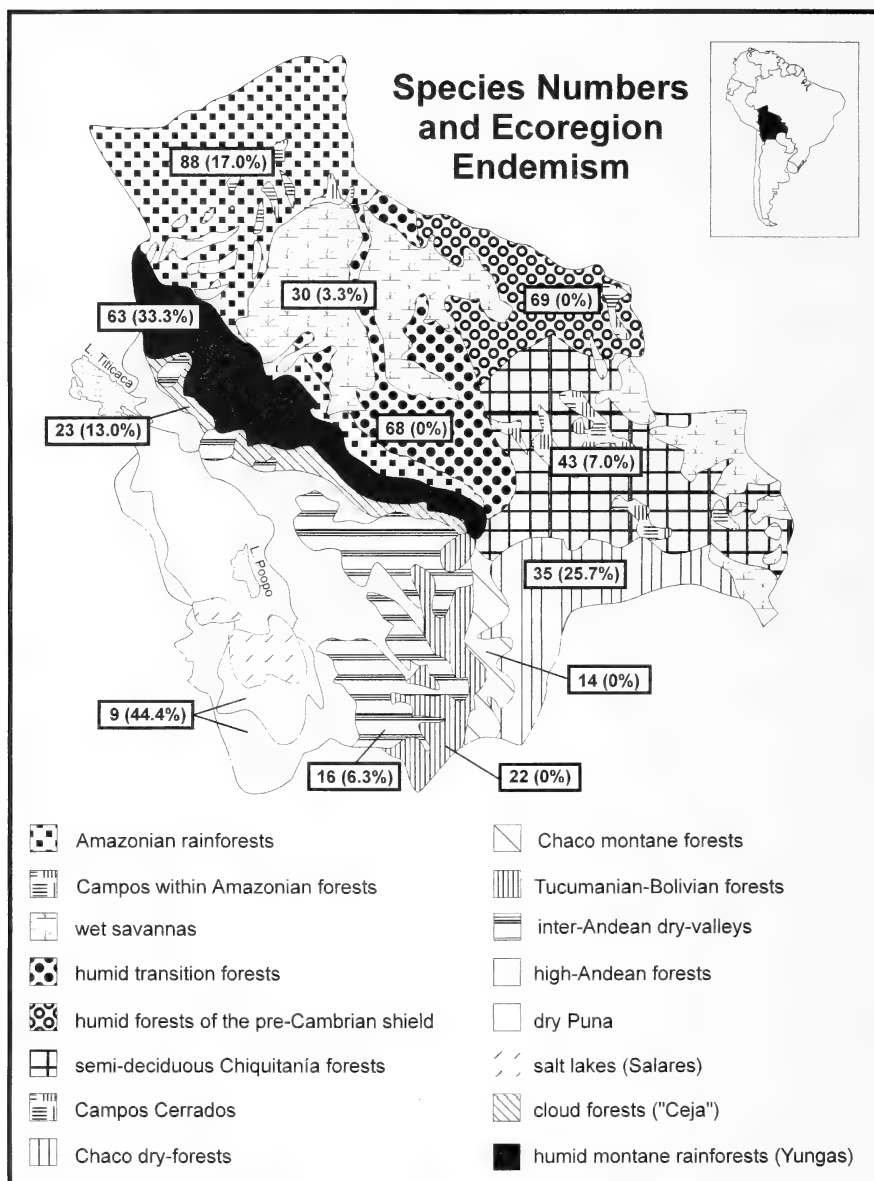 Species Numbers
and Ecoregion
Endemism
88 (17.0%)
30 (3.3%)
69 (0%)
63 (33.3%)
L. Titicaca
23 (13.0%)
68 (0%)
43 (7.0%)
35 (25.7%)
L. Poopo
14 (0%)
9 (44.4%)
16 (6.3%)
22 (0%)
Amazonian rainforests
Campos within Amazonian forests
wet savannas
humid transition forests
humid forests of the pre-Cambrian shield
semi-deciduous Chiquitanía forests
Campos Cerrados
Chaco dry-forests
Chaco montane forests
Tucumanian-Bolivian forests
inter-Andean dry-valleys
high-Andean forests
dry Puna
salt lakes (Salares)
cloud forests ("Ceja")
humid montane rainforests (Yungas)